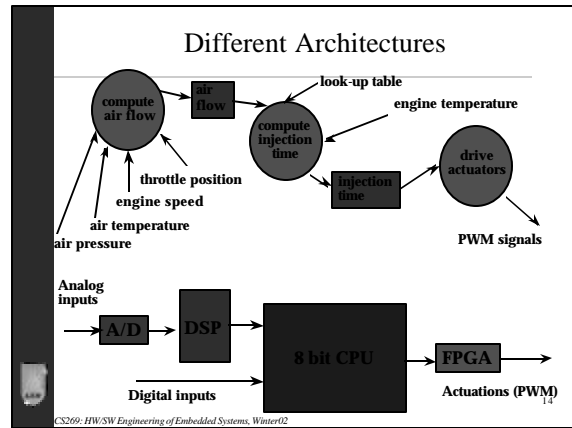 Different Architectures
look-up table
air
flow
compute
air flow
engine temperature
compute
injection
time
drive
actuators
injection
time
throttle position
engine speed
air temperature
air pressure
PWM signals
Analog
inputs
A/D
DSP
8 bit CPU
FPGA
Digital inputs
Actuations (PWM)
14
CS269: HW/SW Engineering of Embedded Systems, Winter02